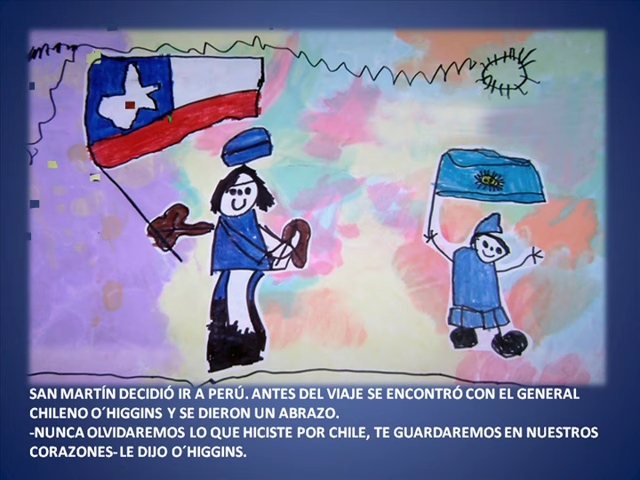 SAN MARTÍN DECIDIÓ IR A PERÚ. ANTES DEL VIAJE SE ENCONTRÓ CON EL GENERAL
CHILENO O´HIGGINS Y SE DIERON UN ABRAZO.
-NUNCA OLVIDAREMOS LO QUE HICISTE POR CHILE, TE GUARDAREMOS EN NUESTROS
CORAZONES- LE DIJO O´HIGGINS.